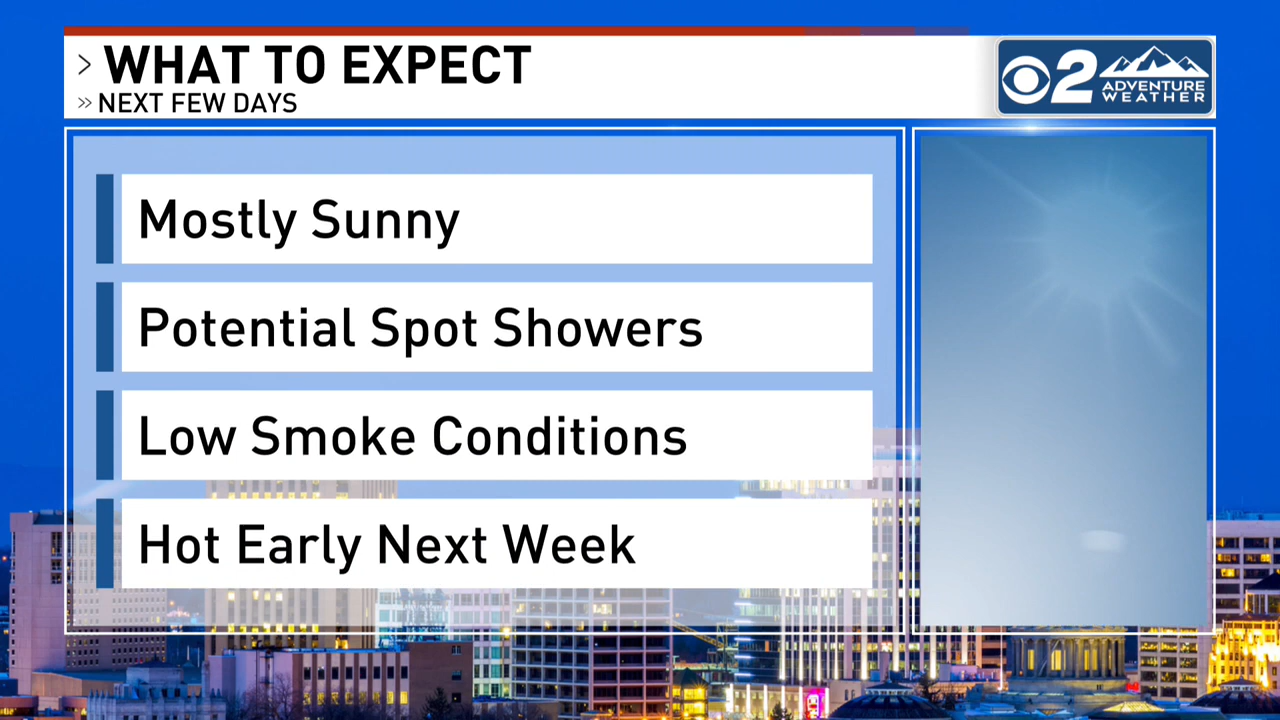 > WHAT TO EXPECT
» NEXT FEW DAYS
2 ADVENTURE
WEATHER
Mostly Sunny
Potential Spot Showers
Low Smoke Conditions
Hot Early Next Week